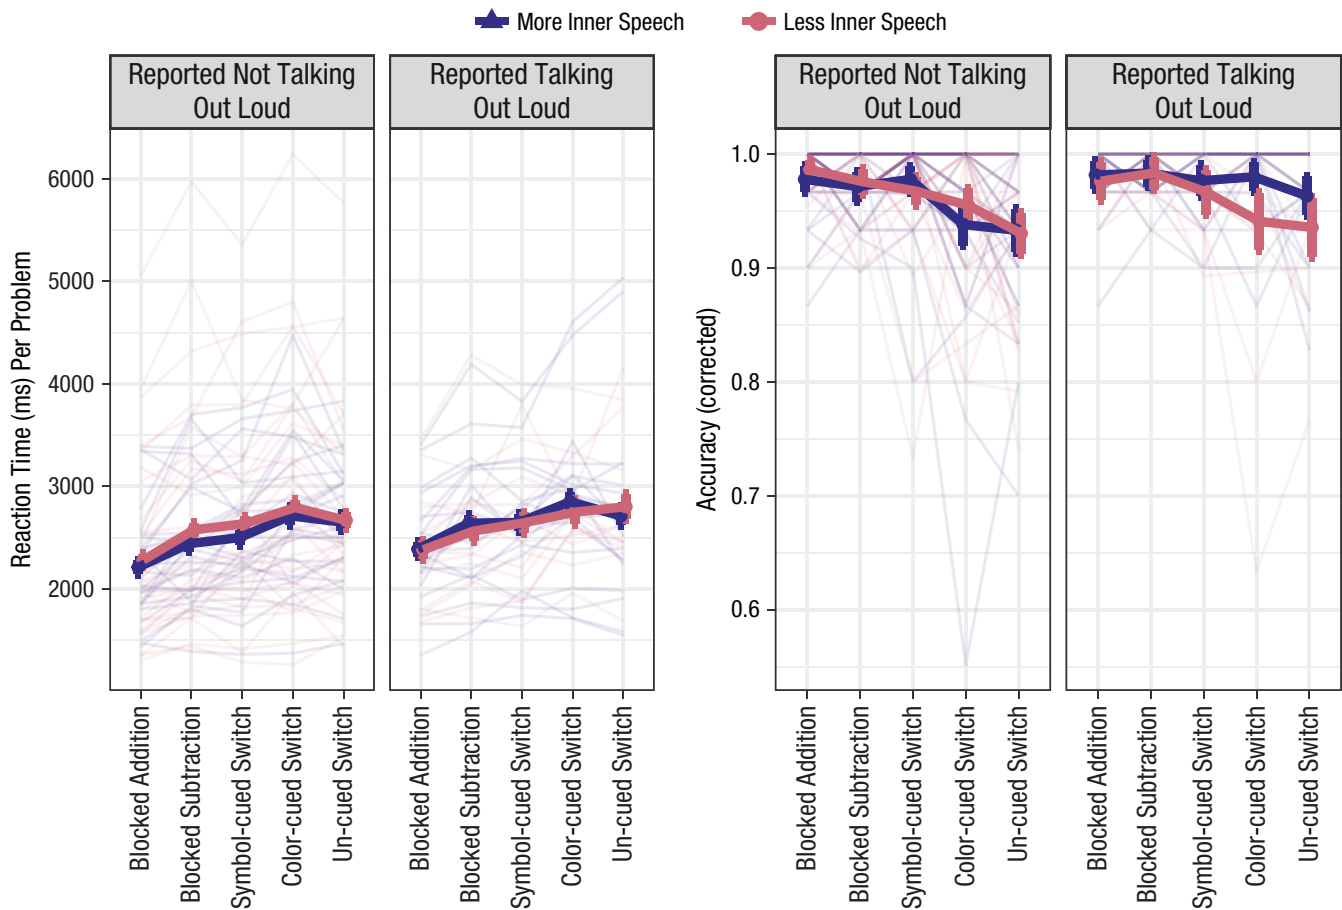 More Inner Speech
Less Inner Speech
Reported Not Talking
Out Loud
Reported Talking
Out Loud
Reported Not Talking
Out Loud
Reported Talking
Out Loud
Reaction Time (ms) Per Problem
6000
5000
4000
3000
2000
Accuracy (corrected)
1.0
0.9
0.8
0.7
0.6
Blocked Addition
Blocked Subtraction
Symbol-cued Switch
Color-cued Switch
Un-cued Switch
Blocked Addition
Blocked Subtraction
Symbol-cued Switch
Color-cued Switch
Un-cued Switch
Blocked Addition
Blocked Subtraction
Symbol-cued Switch
Color-cued Switch
Un-cued Switch
Blocked Addition
Blocked Subtraction
Symbol-cued Switch
Color-cued Switch
Un-cued Switch